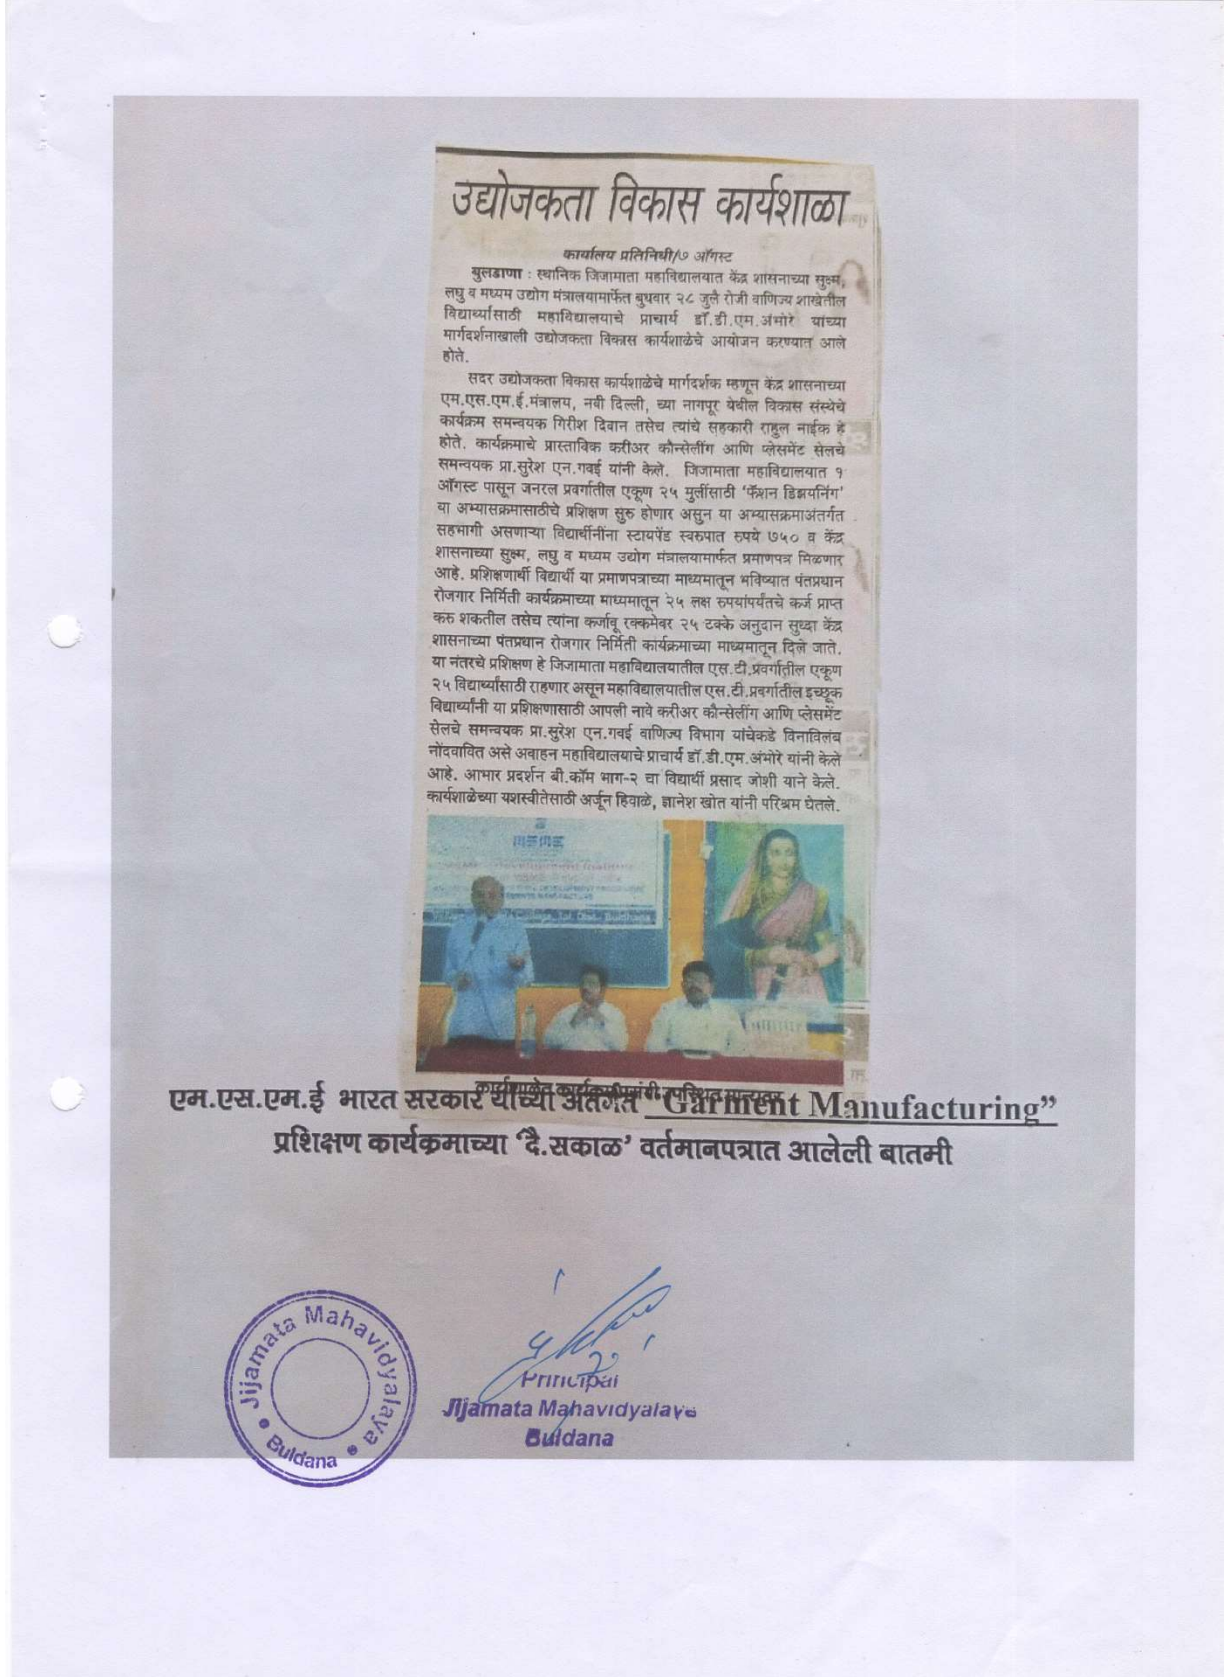 उद्योजकता विकास कार्यशाळा
कार्यालय प्रतिनिधी/७ ऑगस्ट
बुलडाणा : स्थानिक जिजामाता महाविद्यालयात केंद्र शासनाच्या सुक्ष्म,
लघु व मध्यम उद्योग मंत्रालयामार्फत बुधवार २८ जुलै रोजी वाणिज्य शाखेतील
विद्यार्थ्यांसाठी महाविद्यालयाचे प्राचार्य डॉ.डी.एम.अंभोरे यांच्या
मार्गदर्शनाखाली उद्योजकता विकास कार्यशाळेचे आयोजन करण्यात आले
होते.
सदर उद्योजकता विकास कार्यशाळेचे मार्गदर्शक म्हणून केंद्र शासनाच्या
एम.एस.एम.ई.मंत्रालय, नवी दिल्ली, च्या नागपूर येथील विकास संस्थेचे
कार्यक्रम समन्वयक गिरीश दिवान तसेच त्यांचे सहकारी राहुल नाईक हे
होते. कार्यक्रमाचे प्रास्ताविक करीअर कौन्सेलींग आणि प्लेसमेंट सेलचे
समन्वयक प्रा.सुरेश एन.गवई यांनी केले. जिजामाता महाविद्यालयात १
ऑगस्ट पासून जनरल प्रवर्गातील एकूण २५ मुलींसाठी ‘फॅशन डिझायनिंग’
या अभ्यासक्रमासाठीचे प्रशिक्षण सुरु होणार असुन या अभ्यासक्रमाअंतर्गत
सहभागी असणाऱ्या विद्यार्थीनींना स्टायपेंड स्वरुपात रुपये ७५० व केंद्र
शासनाच्या सुक्ष्म, लघु व मध्यम उद्योग मंत्रालयामार्फत प्रमाणपत्र मिळणार
आहे. प्रशिक्षणार्थी विद्यार्थी या प्रमाणपत्राच्या माध्यमातून भविष्यात पंतप्रधान
रोजगार निर्मिती कार्यक्रमाच्या माध्यमातून २५ लक्ष रुपयांपर्यंतचे कर्ज प्राप्त
करु शकतील तसेच त्यांना कर्जावू रक्कमेवर २५ टक्के अनुदान सुध्दा केंद्र
शासनाच्या पंतप्रधान रोजगार निर्मिती कार्यक्रमाच्या माध्यमातून दिले जाते.
या नंतरचे प्रशिक्षण हे जिजामाता महाविद्यालयातील एस.टी.प्रवर्गातील एकूण
२५ विद्यार्थ्यांसाठी राहणार असून महाविद्यालयातील एस.टी.प्रवर्गातील इच्छूक
विद्यार्थ्यांनी या प्रशिक्षणासाठी आपली नावे करीअर कौन्सेलींग आणि प्लेसमेंट
सेलचे समन्वयक प्रा.सुरेश एन.गवई वाणिज्य विभाग यांचेकडे विनाविलंब
नोंदवावित असे अवाहन महाविद्यालयाचे प्राचार्य डॉ.डी.एम.अंभोरे यांनी केले
आहे. आभार प्रदर्शन बी.कॉम भाग-२ चा विद्यार्थी प्रसाद जोशी याने केले.
कार्यशाळेच्या यशस्वीतेसाठी अर्जून हिवाळे, ज्ञानेश खोत यांनी परिश्रम घेतले.
कार्यशाळेत कार्यक्रमप्रसंगी उपस्थित मान्यवर
एम.एस.एम.ई भारत सरकार यांच्या अंतर्गत "Garment Manufacturing”
प्रशिक्षण कार्यक्रमाच्या ‘दै.सकाळ’ वर्तमानपत्रात आलेली बातमी
Jijamata Mahavidyalaya
Buldana
Principal
Jijamata Mahavidyalaya
Buldana